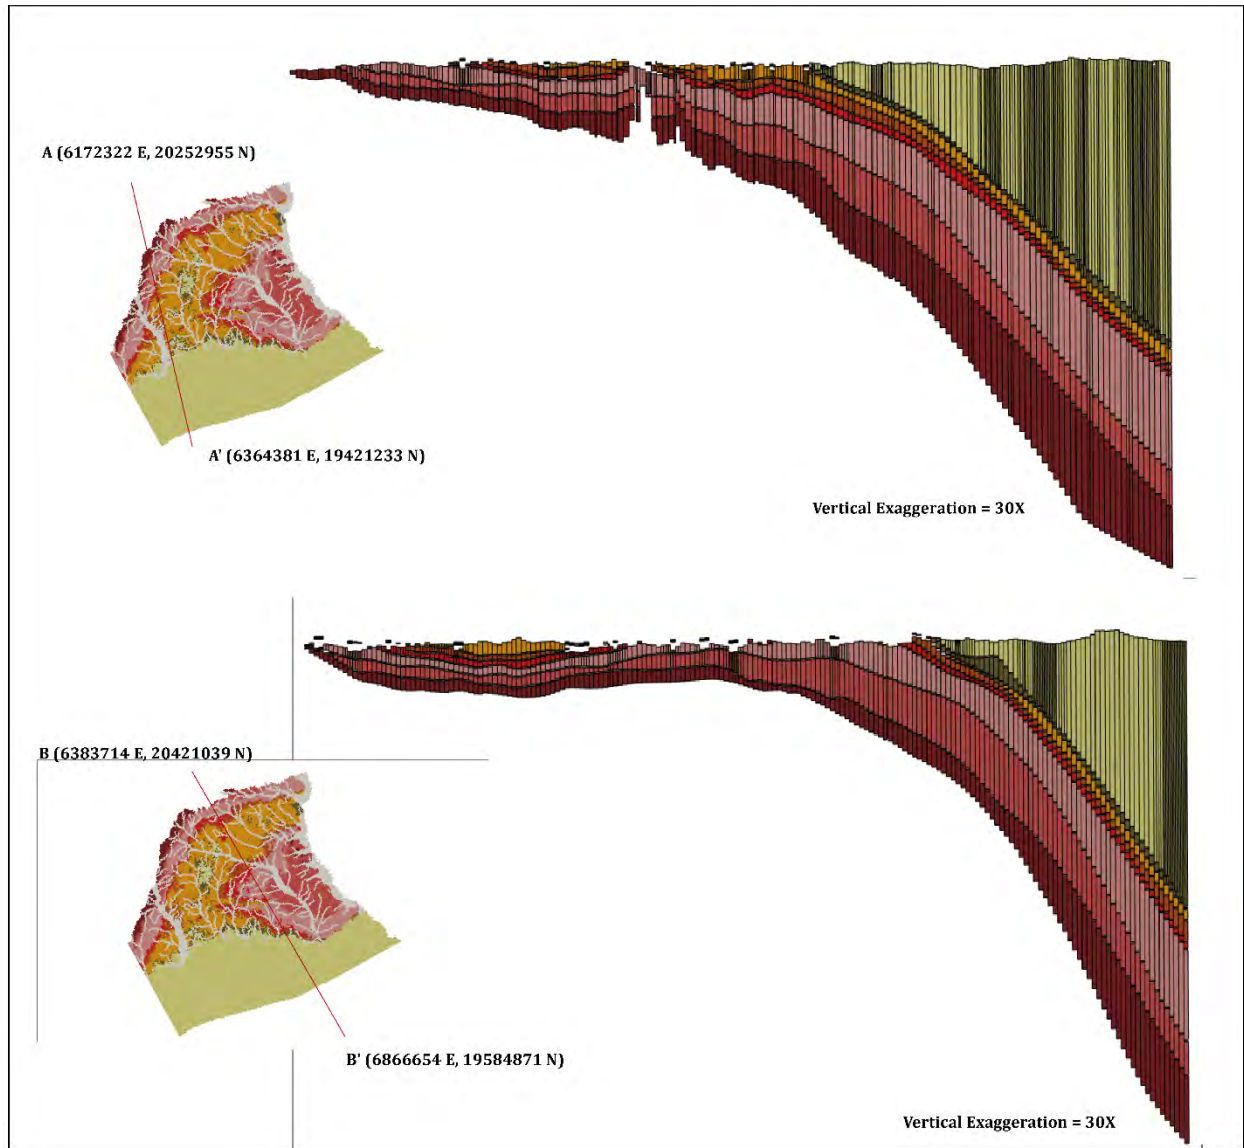 A (6172322 E, 20252955 N)
A' (6364381 E, 19421233 N)
Vertical Exaggeration = 30X
B (6383714 E, 20421039 N)
B' (6866654 E, 19584871 N)
Vertical Exaggeration = 30X